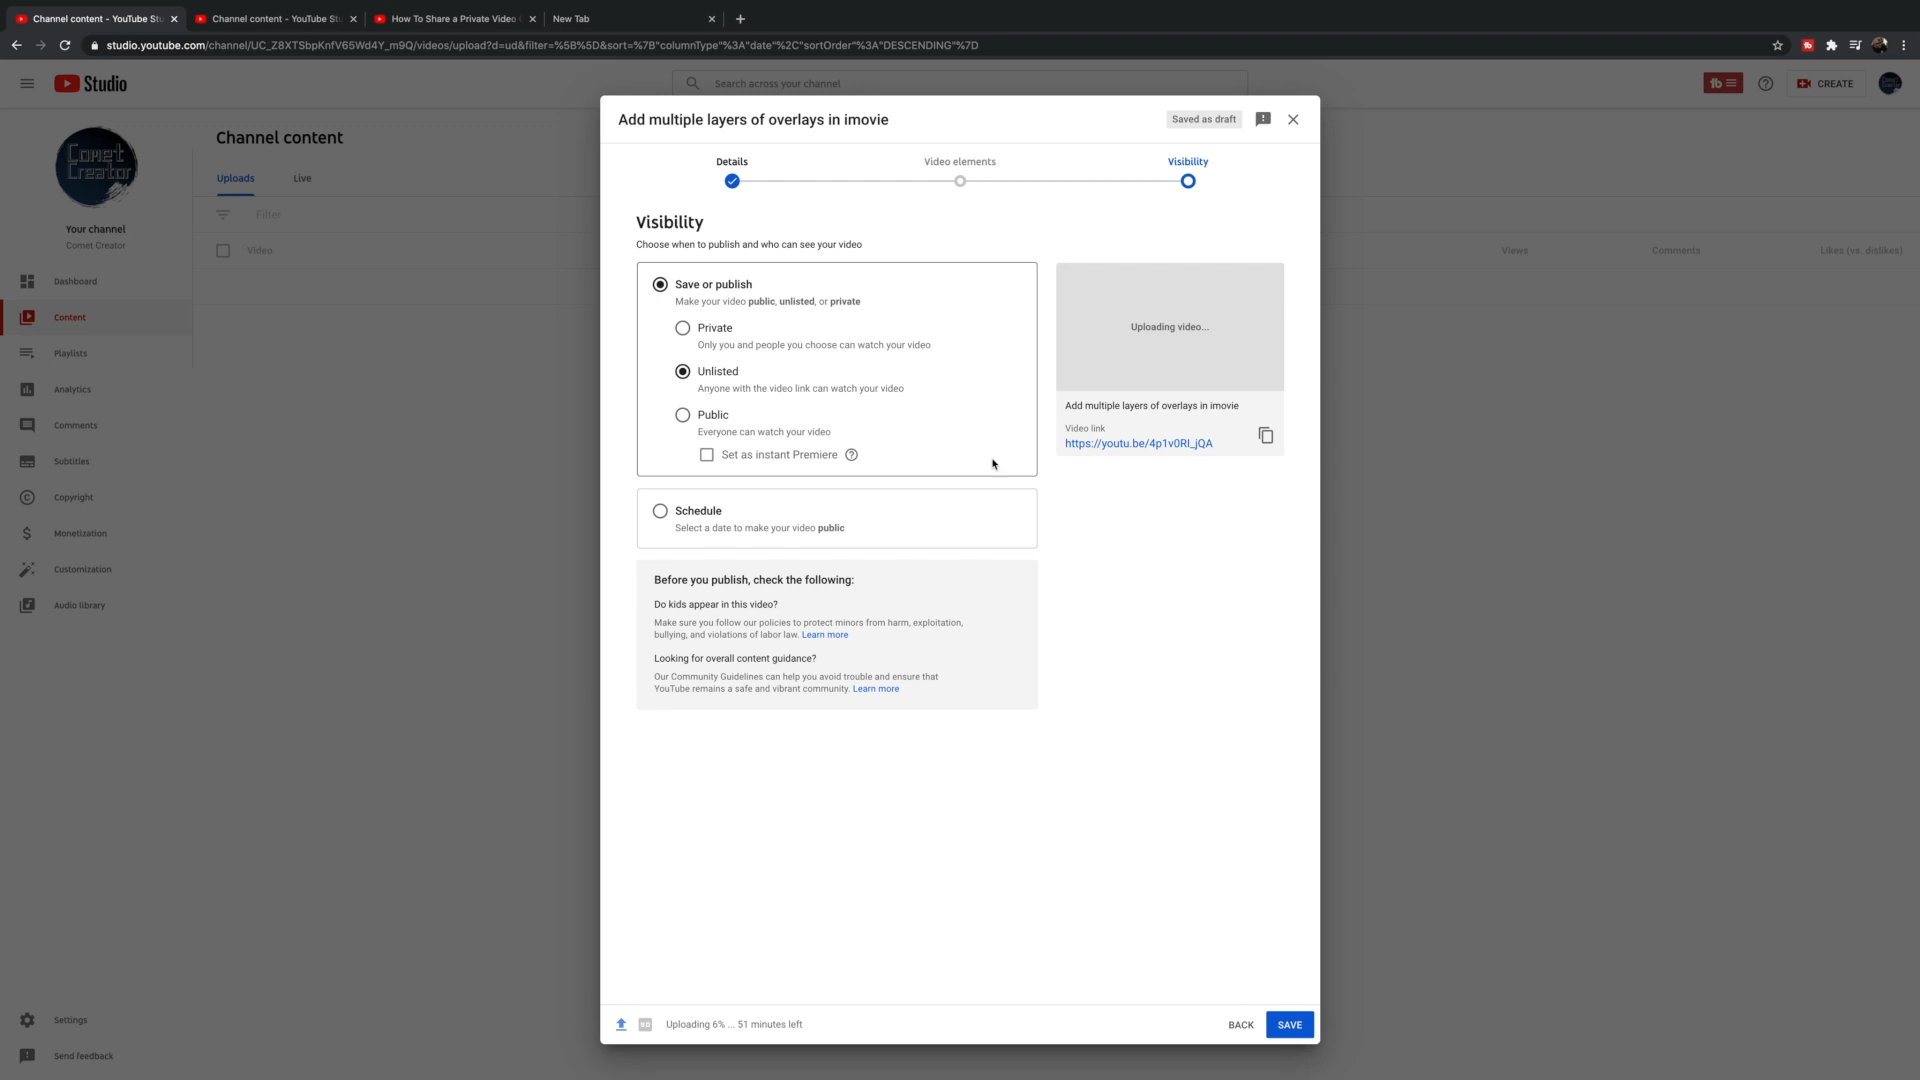 Channel content - YouTube Stu
Channel content - YouTube Stu
How To Share a Private Video
New Tab
studio.youtube.com/channel/UC_Z8XTSbpKnfV65Wd4Y_m9Q/videos/upload?d=ud&filter=%5B%5D&sort=%7B"columnType"%3A"date"%2C"sortOrder"%3A"DESCENDING"%7D
Studio
Search across your channel
CREATE
Comet
Creator
Your channel
Comet Creator
Dashboard
Content
Playlists
Analytics
Comments
Subtitles
Copyright
Monetization
Customization
Audio library
Settings
Send feedback
Channel content
Uploads
Live
Filter
Video
Views
Comments
Likes (vs. dislikes)
Add multiple layers of overlays in imovie
Saved as draft
Details
Video elements
Visibility
Visibility
Choose when to publish and who can see your video
Save or publish
Make your video public, unlisted, or private
Private
Only you and people you choose can watch your video
Unlisted
Anyone with the video link can watch your video
Public
Everyone can watch your video
Set as instant Premiere
Schedule
Select a date to make your video public
Before you publish, check the following:
Do kids appear in this video?
Make sure you follow our policies to protect minors from harm, exploitation,
bullying, and violations of labor law. Learn more
Looking for overall content guidance?
Our Community Guidelines can help you avoid trouble and ensure that
YouTube remains a safe and vibrant community. Learn more
Uploading video...
Add multiple layers of overlays in imovie
Video link
https://youtu.be/4p1v0RI_jQA
Uploading 6% ... 51 minutes left
BACK
SAVE